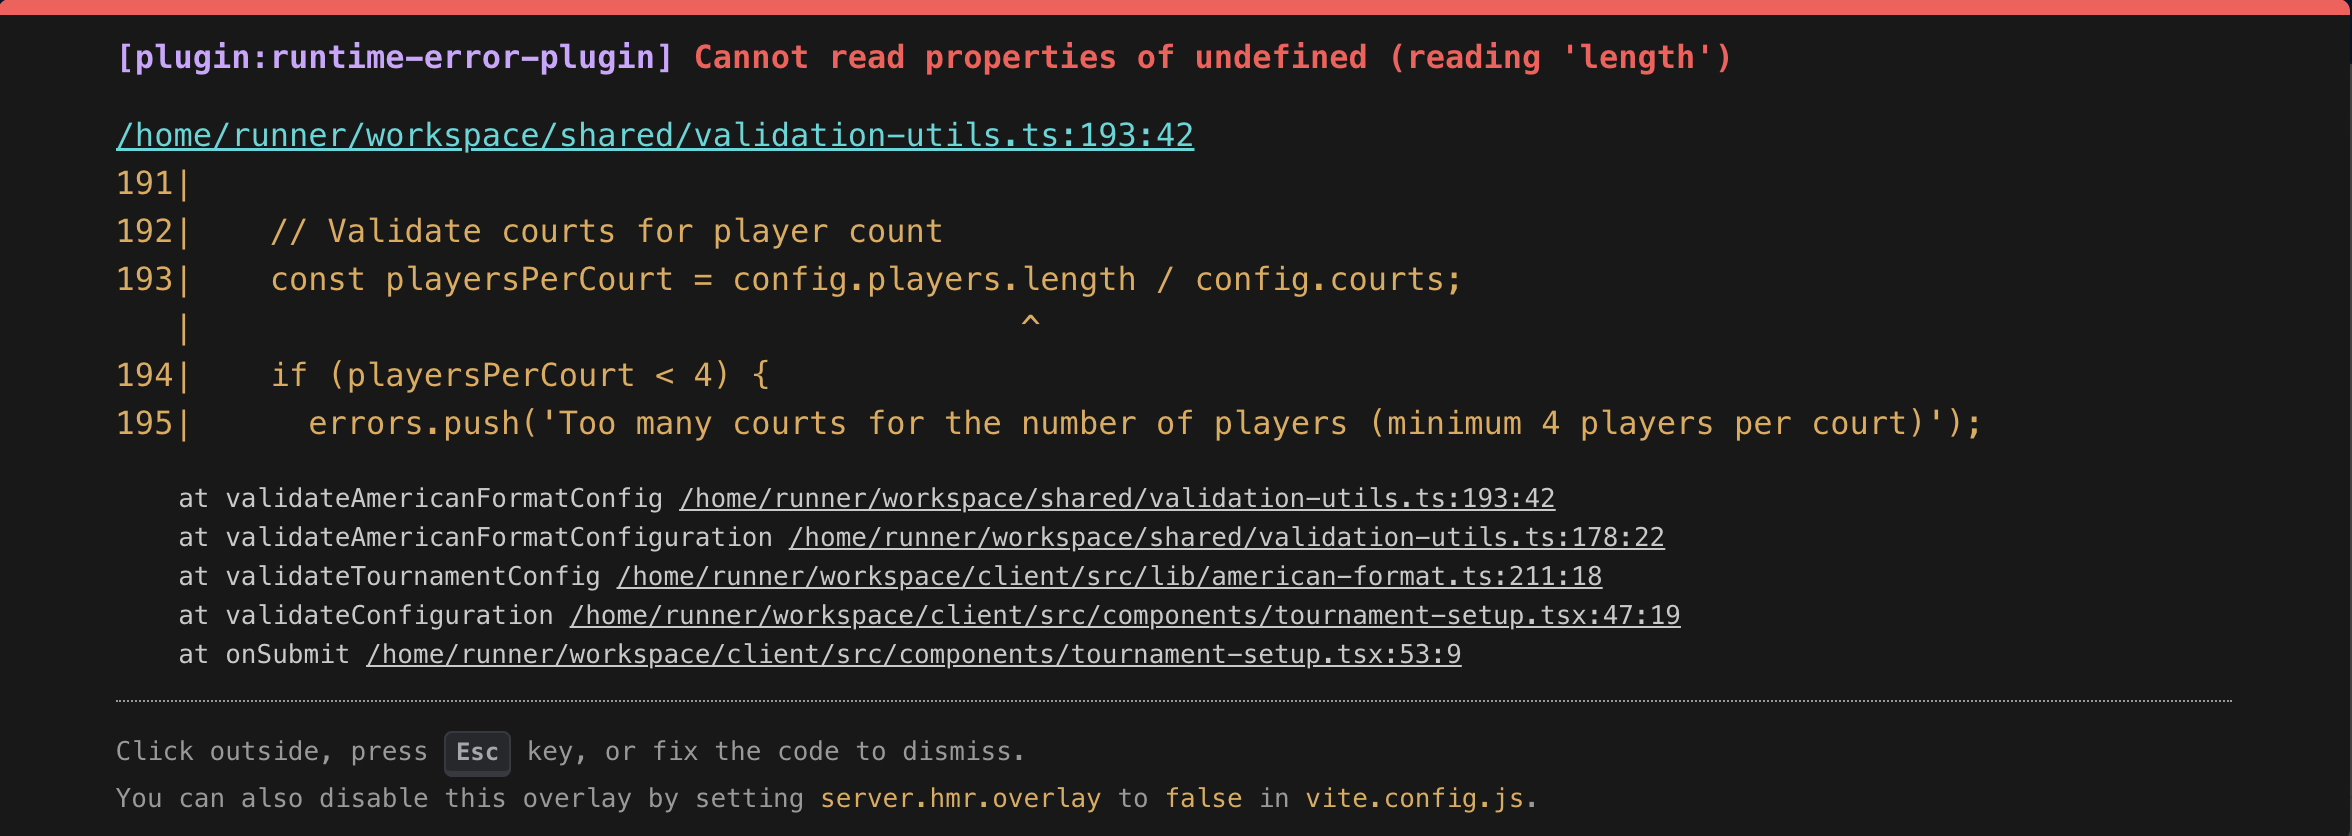 [plugin:runtime-error-plugin] Cannot read properties of undefined (reading 'length')
/home/runner/workspace/shared/validation-utils.ts:193:42
191|
192|    // Validate courts for player count
193|    const playersPerCourt = config.players.length / config.courts;
   |                                           ^
194|    if (playersPerCourt < 4) {
195|      errors.push('Too many courts for the number of players (minimum 4 players per court)');
    at validateAmericanFormatConfig /home/runner/workspace/shared/validation-utils.ts:193:42
    at validateAmericanFormatConfiguration /home/runner/workspace/shared/validation-utils.ts:178:22
    at validateTournamentConfig /home/runner/workspace/client/src/lib/american-format.ts:211:18
    at validateConfiguration /home/runner/workspace/client/src/components/tournament-setup.tsx:47:19
    at onSubmit /home/runner/workspace/client/src/components/tournament-setup.tsx:53:9
Click outside, press Esc key, or fix the code to dismiss.
You can also disable this overlay by setting server.hmr.overlay to false in vite.config.js.